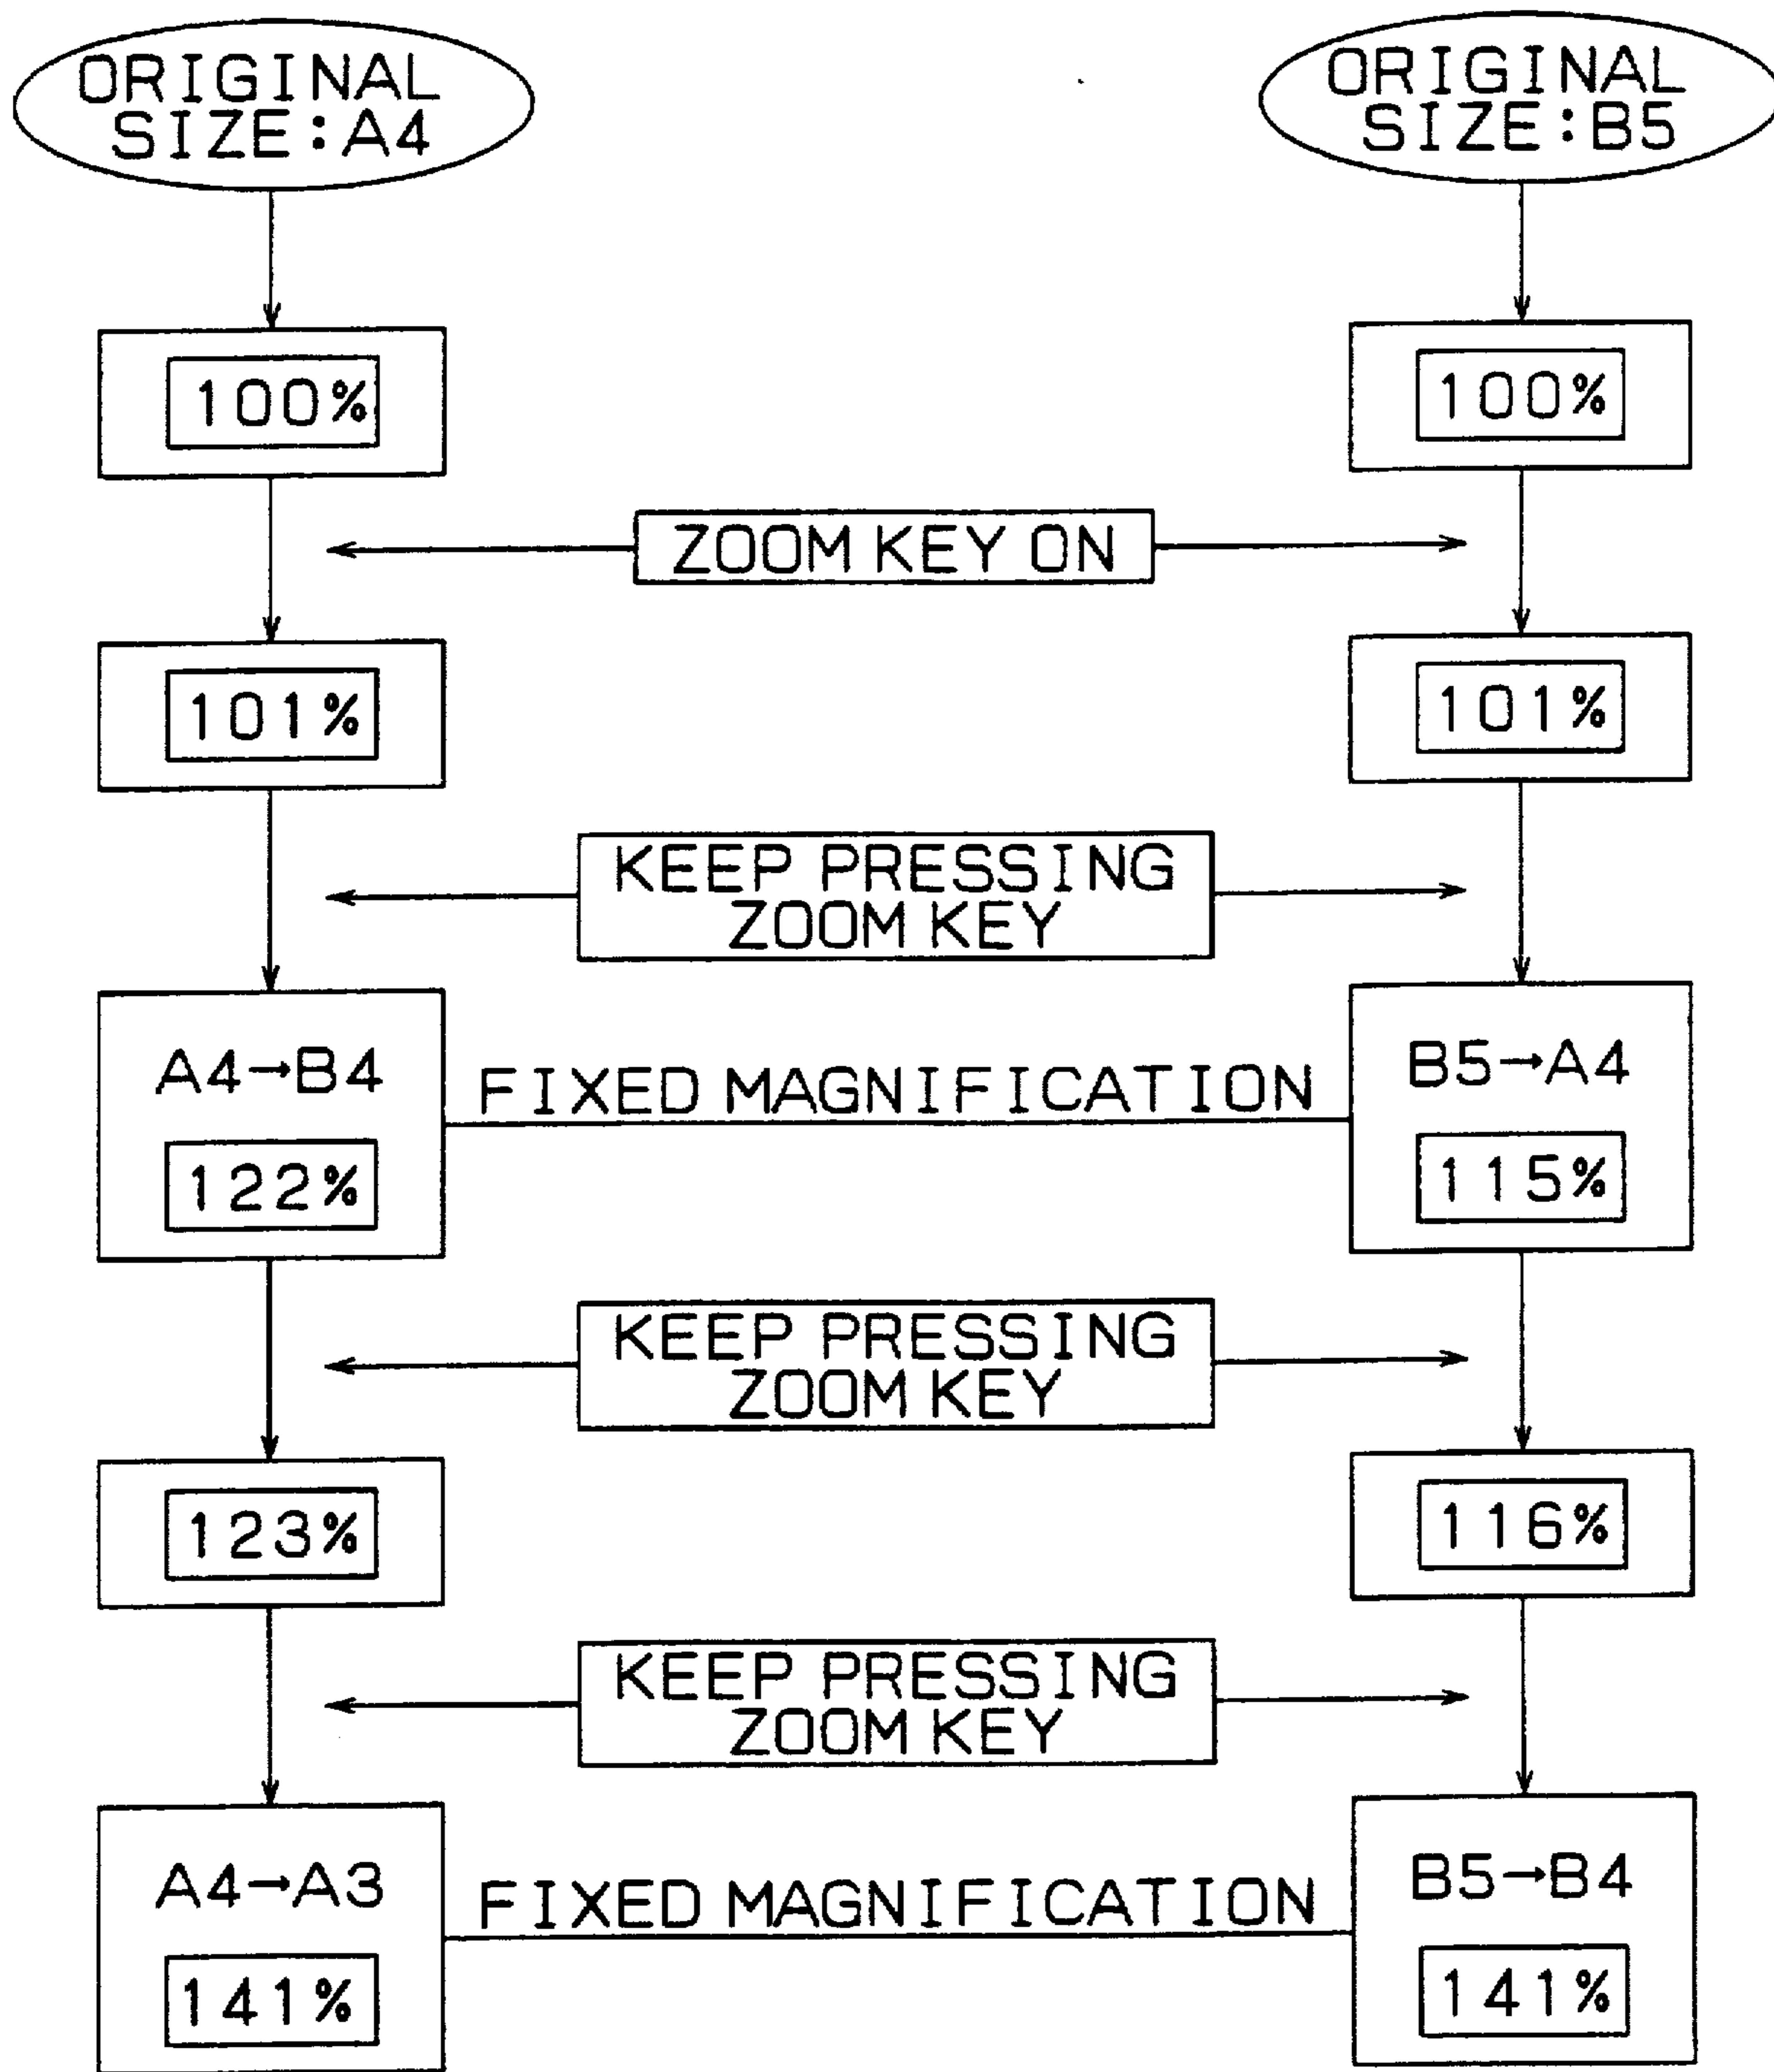 ORIGINAL
SIZE:A4
ORIGINAL
SIZE:B5
100%
100%
ZOOM KEY ON
101%
101%
KEEP PRESSING
ZOOM KEY
A4→B4
FIXED MAGNIFICATION
B5→A4
122%
115%
KEEP PRESSING
ZOOM KEY
123%
116%
KEEP PRESSING
ZOOM KEY
A4→A3
FIXED MAGNIFICATION
B5→B4
141%
141%